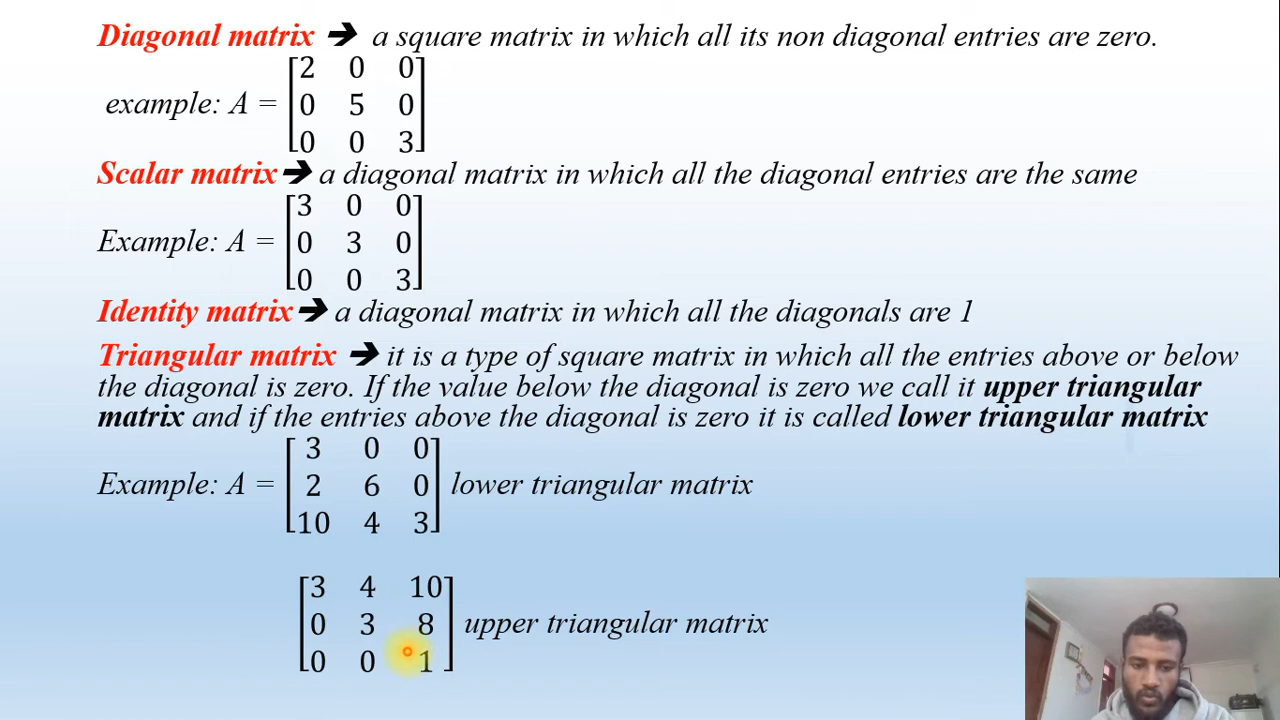 Diagonal matrix ➔ a square matrix in which all its non diagonal entries are zero.
example: A = [2 0 0
0 5 0
0 0 3]
Scalar matrix➔ a diagonal matrix in which all the diagonal entries are the same
Example: A = [3 0 0
0 3 0
0 0 3]
Identity matrix➔ a diagonal matrix in which all the diagonals are 1
Triangular matrix ➔ it is a type of square matrix in which all the entries above or below
the diagonal is zero. If the value below the diagonal is zero we call it upper triangular
matrix and if the entries above the diagonal is zero it is called lower triangular matrix
Example: A = [3 0 0
2 6 0
10 4 3] lower triangular matrix
[3 4 10
0 3 8
0 0 1] upper triangular matrix